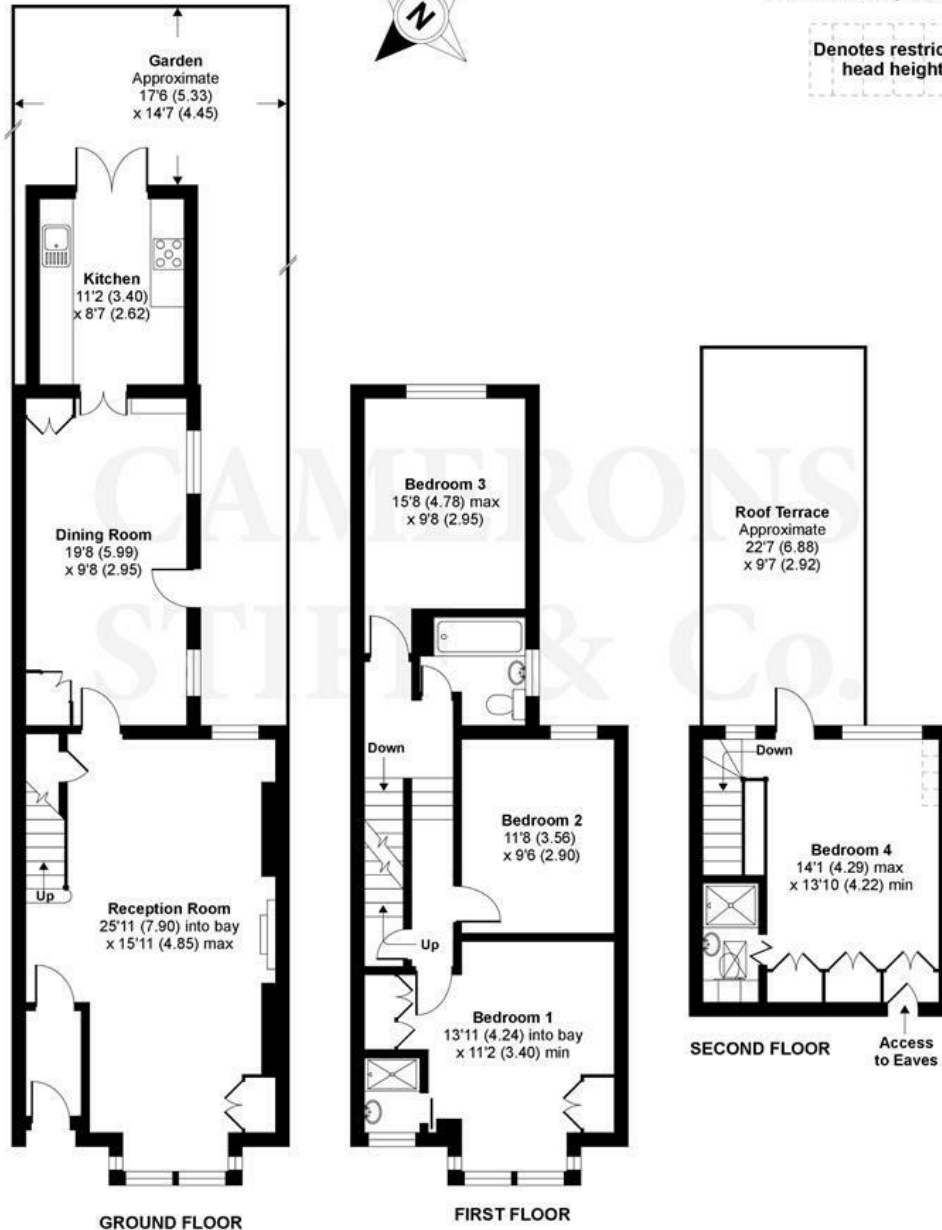 N
Denotes restric
head height
Garden
Approximate
17'6 (5.33)
x 14'7 (4.45)
Kitchen
11'2 (3.40)
x 8'7 (2.62)
Dining Room
19'8 (5.99)
x 9'8 (2.95)
Up
Reception Room
25'11 (7.90) into bay
x 15'11 (4.85) max
GROUND FLOOR
Bedroom 3
15'8 (4.78) max
x 9'8 (2.95)
Down
Bedroom 2
11'8 (3.56)
x 9'6 (2.90)
Up
Bedroom 1
13'11 (4.24) into bay
x 11'2 (3.40) min
FIRST FLOOR
Roof Terrace
Approximate
22'7 (6.88)
x 9'7 (2.92)
Down
Bedroom 4
14'1 (4.29) max
x 13'10 (4.22) min
SECOND FLOOR
Access
to Eaves
CAMERONS
STIFF & Co.